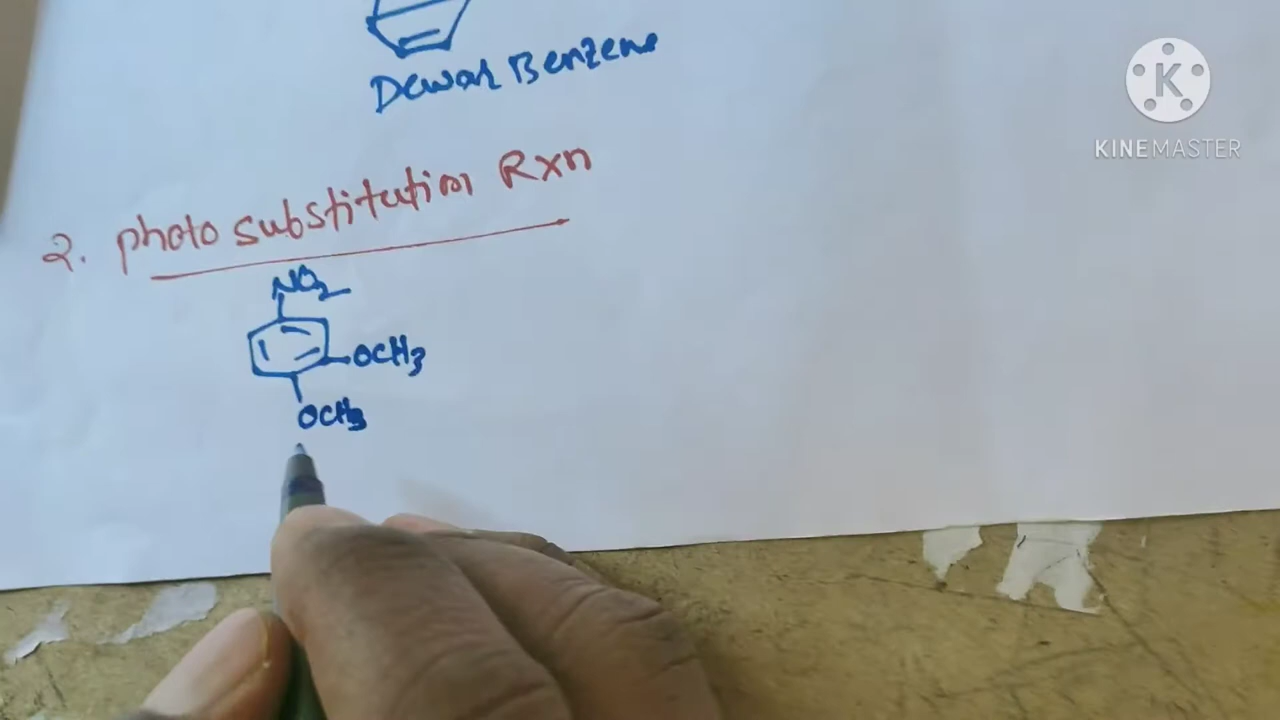 Dewar Benzene
K
KINEMASTER
2. photo substitution Rxn
NO2
OCH3
OCH3